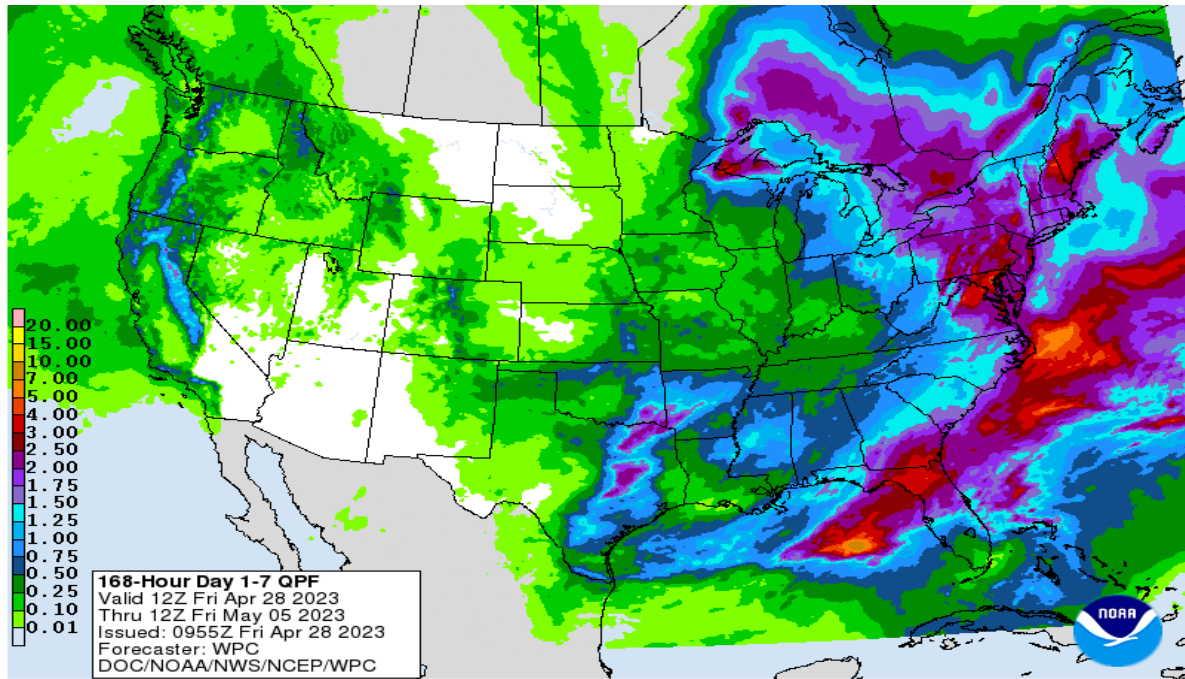 20.00
15.00
10.00
7.00
5.00
4.00
3.00
2.50
2.00
1.75
1.50
1.25
1.00
0.75
0.50
0.25
0.10
0.01
168-Hour Day 1-7 QPF
Valid 12Z Fri Apr 28 2023
Thru 12Z Fri May 05 2023
Issued: 0955Z Fri Apr 28 2023
Forecaster: WPC
DOC/NOAA/NWS/NCEP/WPC
NOAA